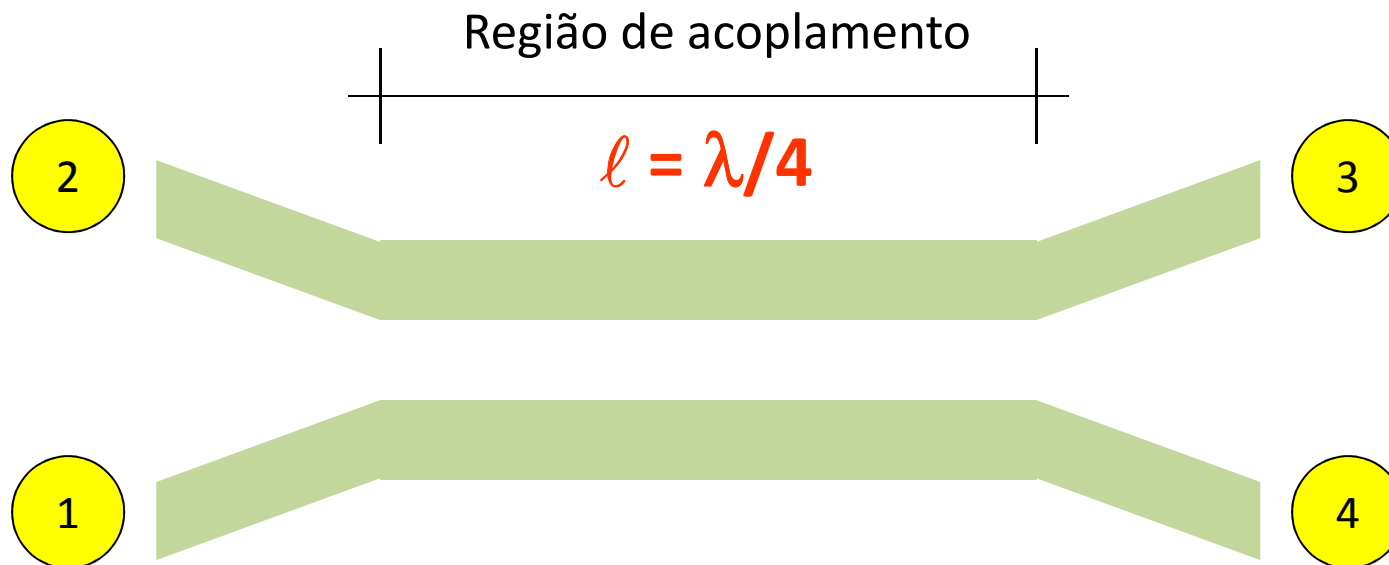 Região de acoplamento
ℓ = λ/4
2
3
1
4